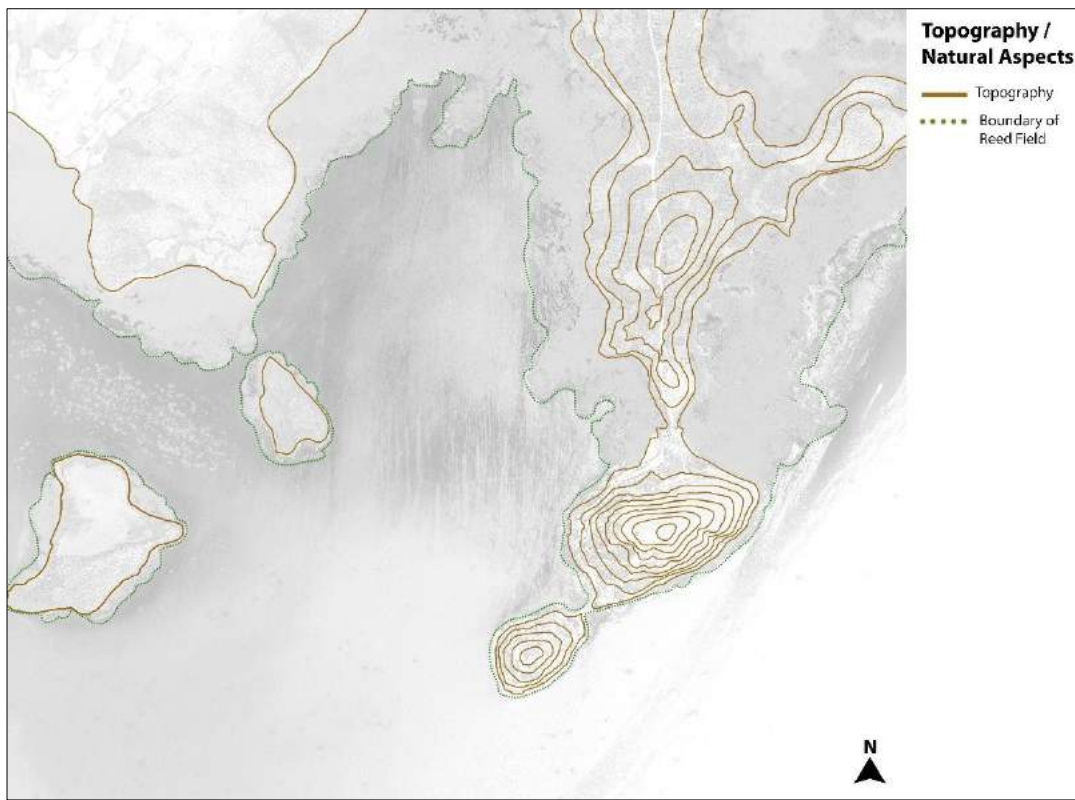 Topography /
Natural Aspects
Topography
Boundary of
Reed Field
N